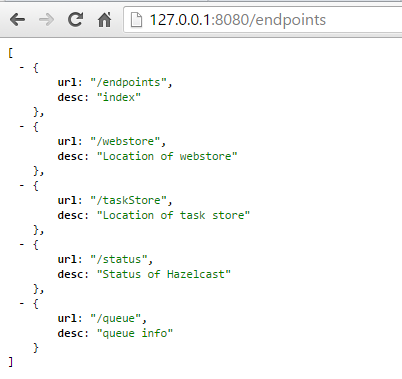 127.0.0.1:8080/endpoints
[
- {
url: "/endpoints",
desc: "index"
},
- {
url: "/webstore",
desc: "Location of webstore"
},
- {
url: "/taskStore",
desc: "Location of task store"
},
- {
url: "/status",
desc: "Status of Hazelcast"
},
- {
url: "/queue",
desc: "queue info"
}
]